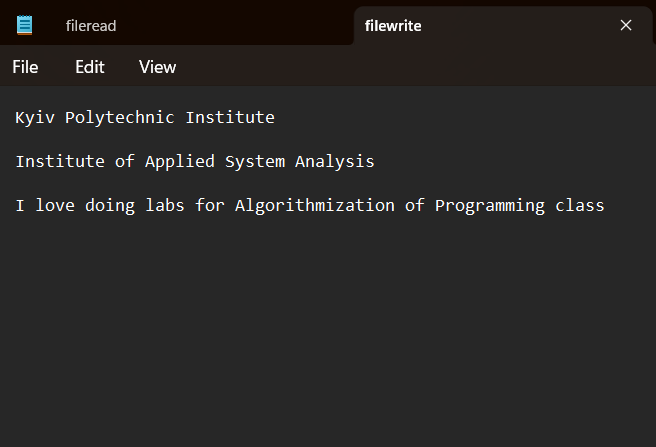 fileread
filewrite
File Edit View
Kyiv Polytechnic Institute
Institute of Applied System Analysis
I love doing labs for Algorithmization of Programming class